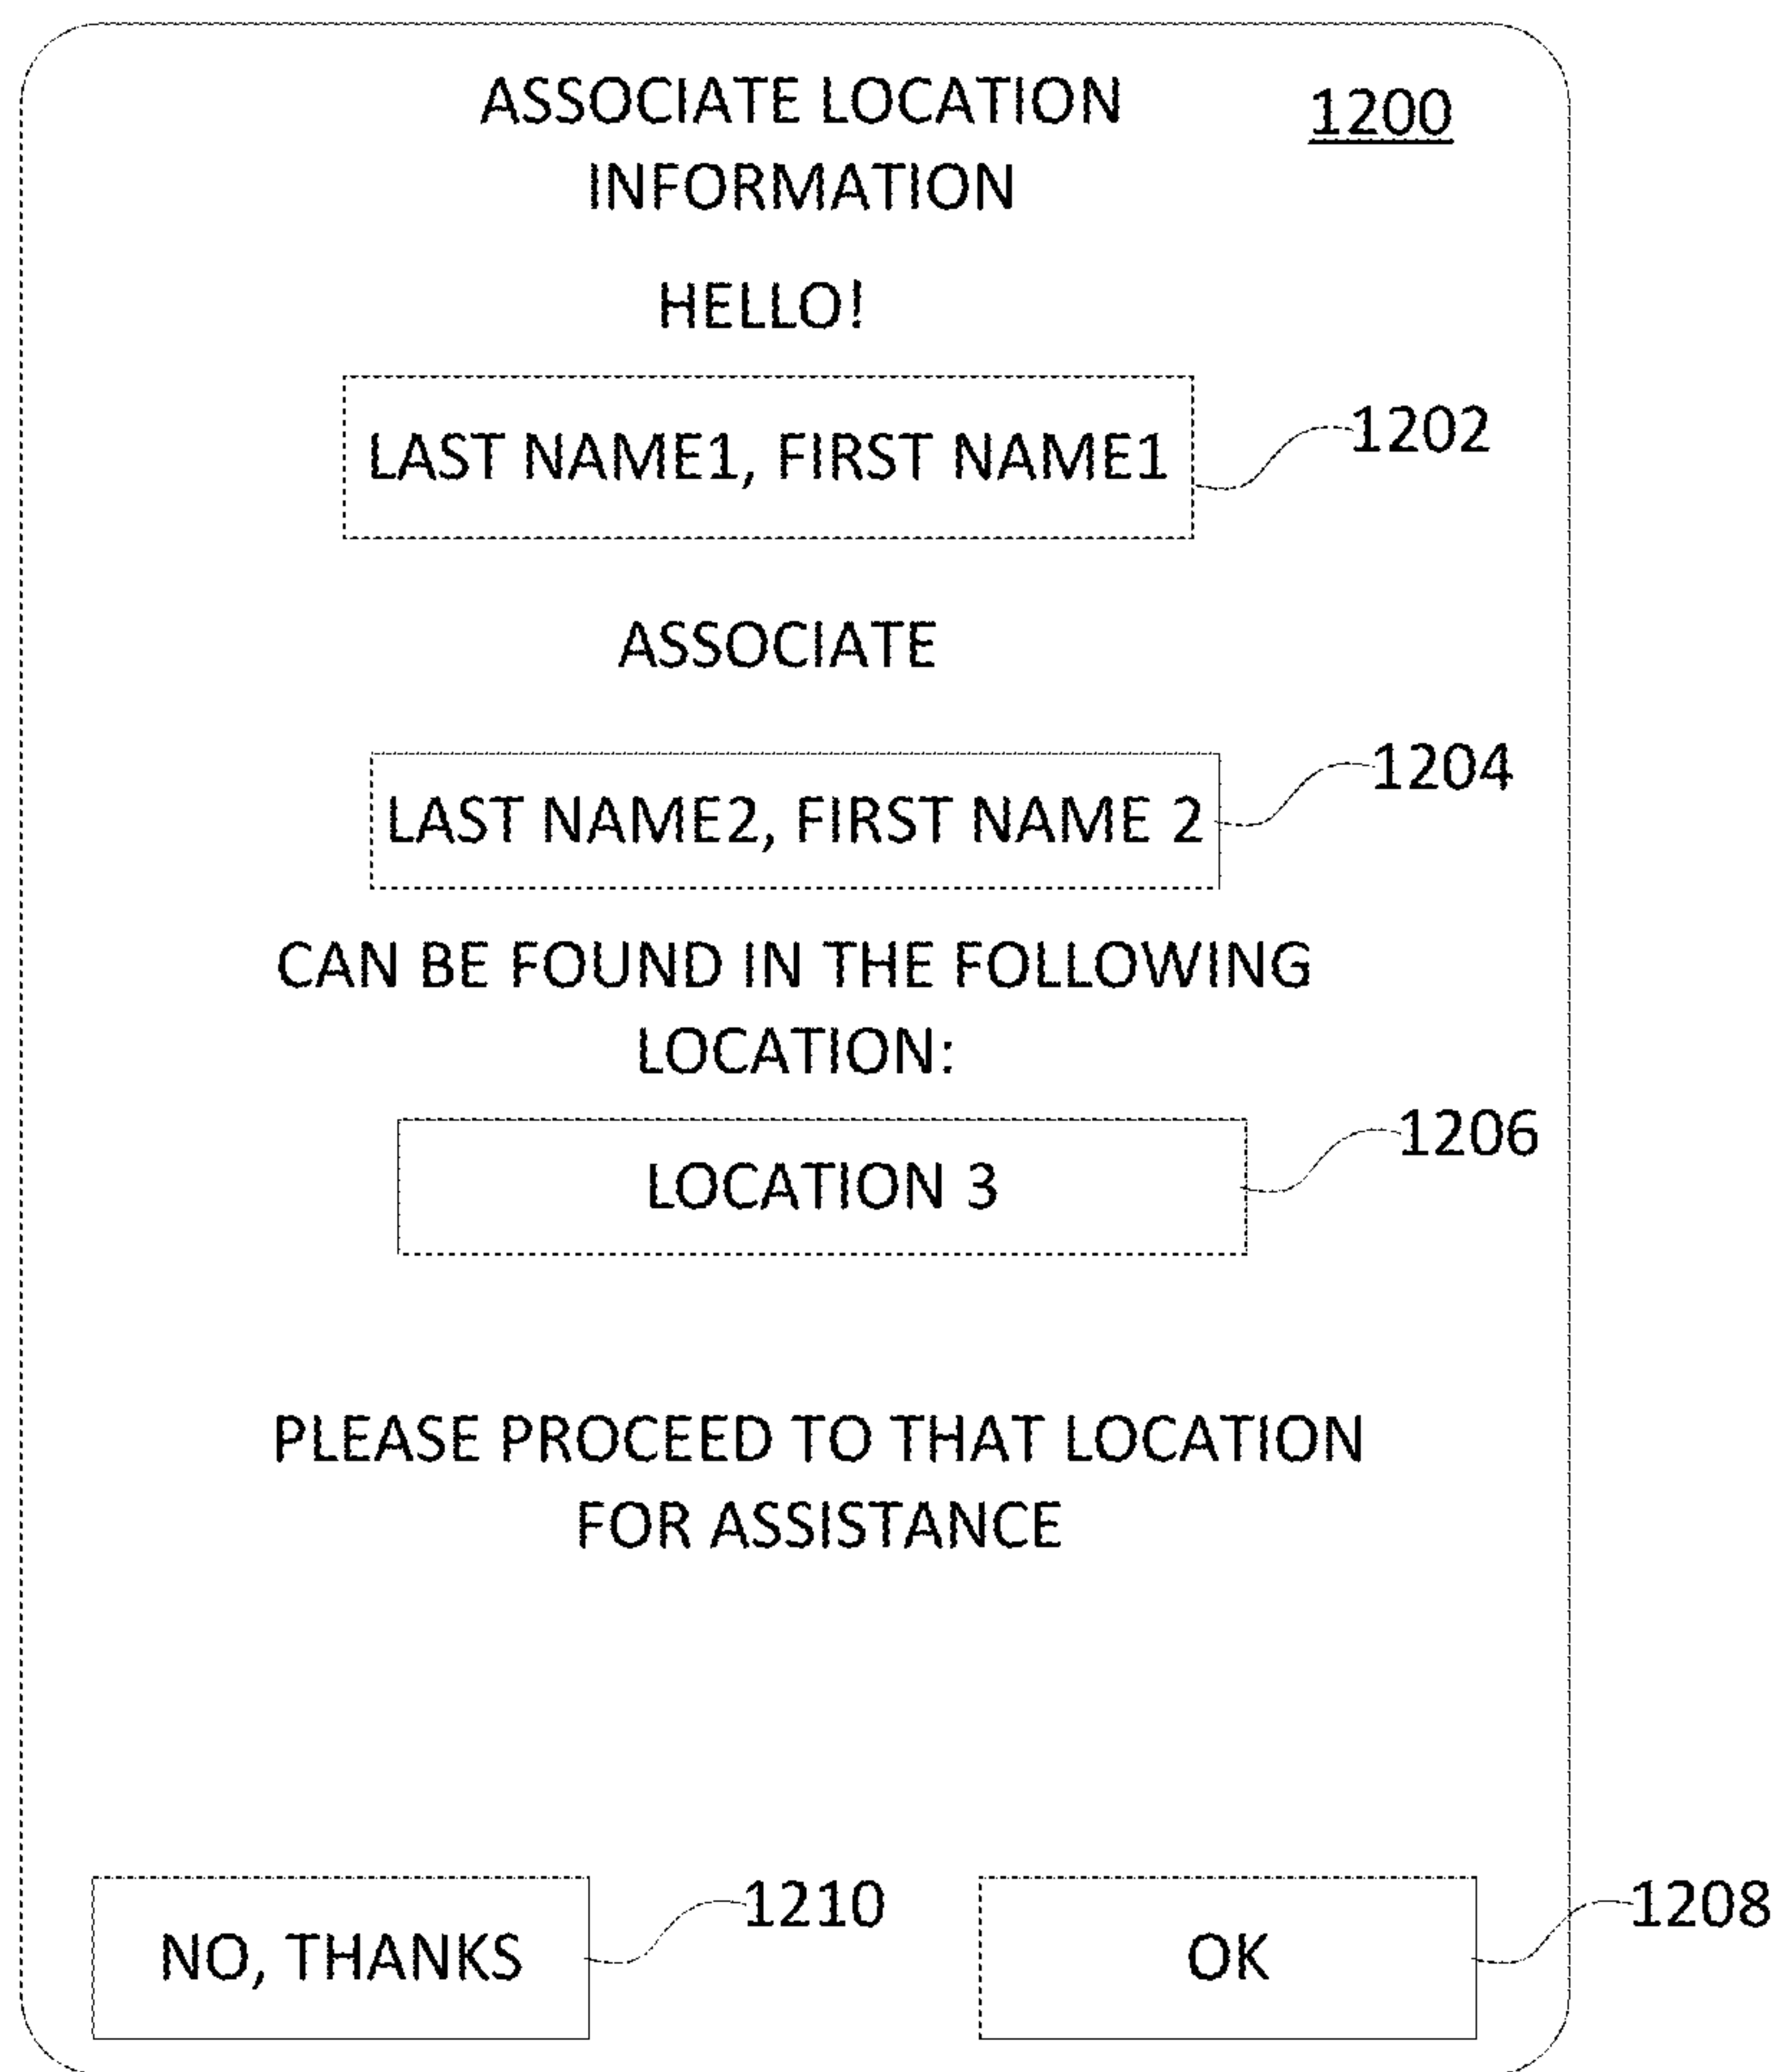 ASSOCIATE LOCATION
1200
INFORMATION
HELLO!
LAST NAME1, FIRST NAME1
1202
ASSOCIATE
LAST NAME2, FIRST NAME 2
1204
CAN BE FOUND IN THE FOLLOWING
LOCATION:
LOCATION 3
1206
PLEASE PROCEED TO THAT LOCATION
FOR ASSISTANCE
NO, THANKS
1210
OK
1208